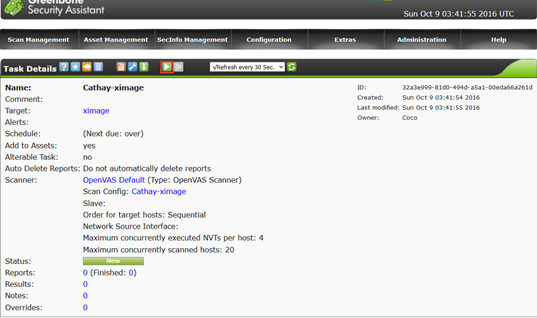 Greenbone
Security Assistant
Sun Oct 9 03:41:55 2016 UTC
Scan Management Asset Management SecInfo Management Configuration Extras Administration Help
Task Details √Refresh every 30 Sec.
Name: Cathay-ximage
Comment:
Target: ximage
Alerts:
Schedule: (Next due: over)
Add to Assets: yes
Alterable Task: no
Auto Delete Reports: Do not automatically delete reports
Scanner: OpenVAS Default (Type: OpenVAS Scanner)
Scan Config: Cathay-ximage
Slave:
Order for target hosts: Sequential
Network Source Interface:
Maximum concurrently executed NVTs per host: 4
Maximum concurrently scanned hosts: 20
Status: New
Reports: 0 (Finished: 0)
Results: 0
Notes: 0
Overrides: 0
ID: 32a3e999-81d0-494d-a5a1-00eda66a261d
Created: Sun Oct 9 03:41:54 2016
Last modified: Sun Oct 9 03:41:55 2016
Owner: Coco